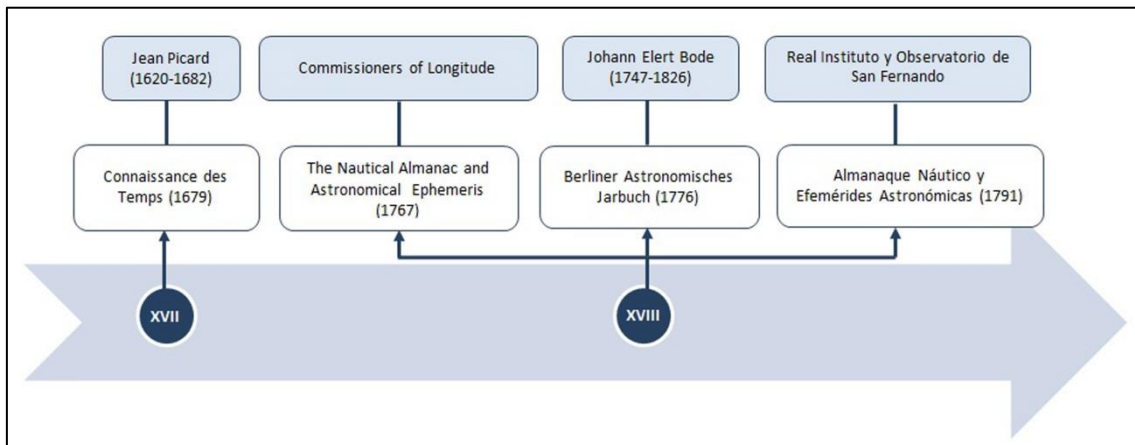 Jean Picard
(1620-1682)
Commissioners of Longitude
Johann Elert Bode
(1747-1826)
Real Instituto y Observatorio de
San Fernando
Connaissance des
Temps (1679)
The Nautical Almanac and
Astronomical Ephemeris
(1767)
Berliner Astronomisches
Jarbuch (1776)
Almanaque Náutico y
Efemérides Astronómicas (1791)
XVII
XVIII